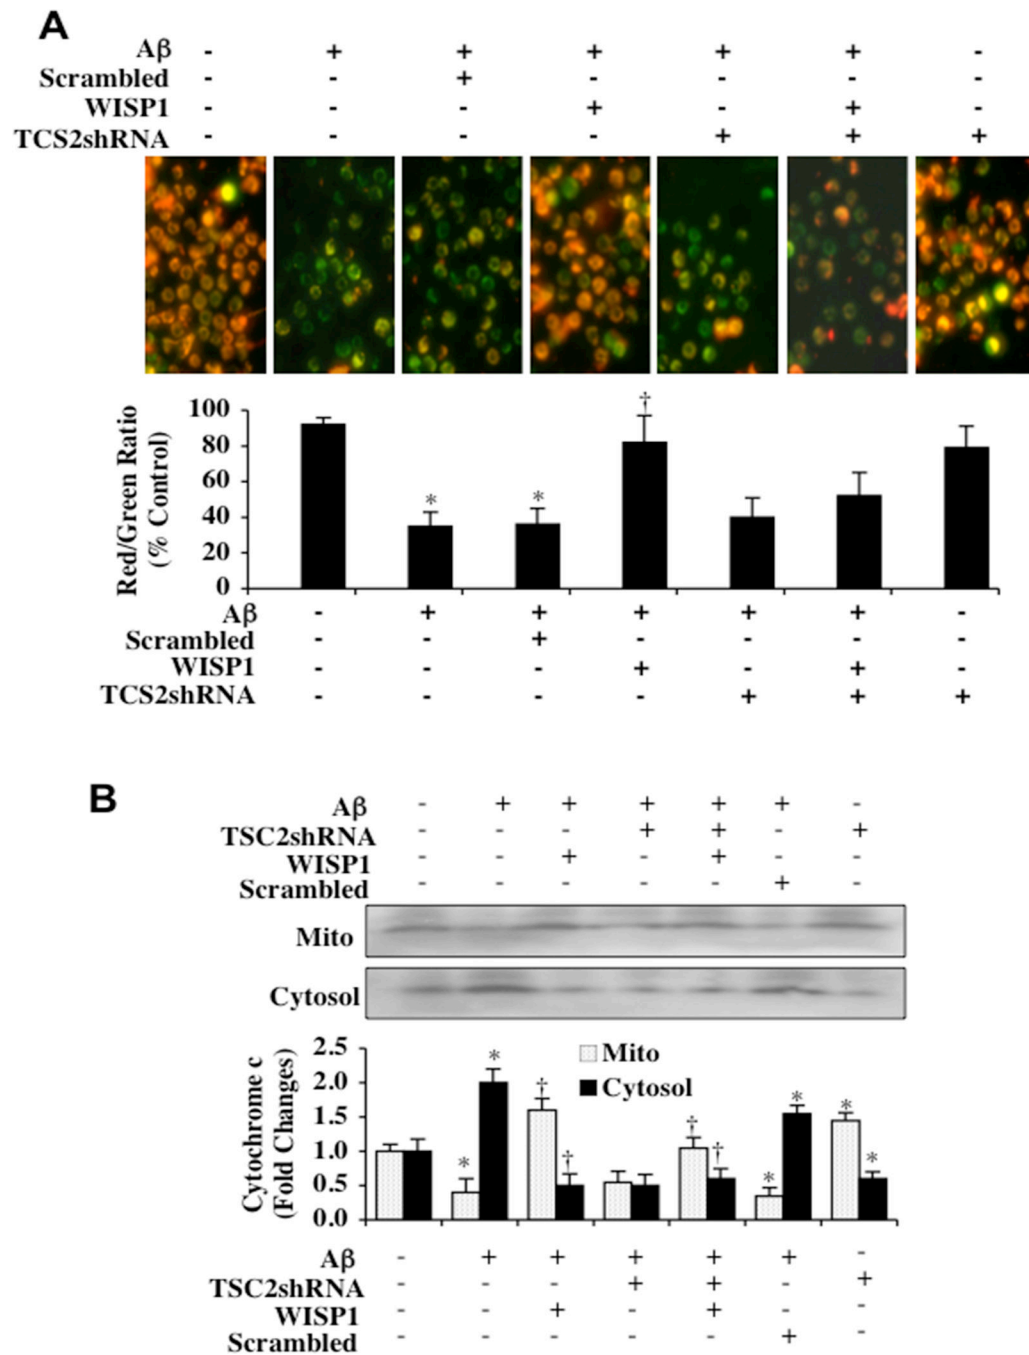 A
Aβ - + + + + + -
Scrambled - - + - - - -
WISP1 - - - + - + -
TCS2shRNA - - - - + + +
Red/Green Ratio
(% Control)
100
80
60
40
20
0
* * †
Aβ - + + + + + -
Scrambled - - + - - - -
WISP1 - - - + - + -
TCS2shRNA - - - - + + +
B
Aβ - + + + + + -
TSC2shRNA - - - + + - +
WISP1 - - + - + - -
Scrambled - - - - - + -
Mito
Cytosol
Cytochrome c
(Fold Changes)
2.5
2.0
1.5
1.0
0.5
0.0
Mito
Cytosol
* * † † † † * * * *
Aβ - + + + + + -
TSC2shRNA - - - + + - +
WISP1 - - + - + - -
Scrambled - - - - - + -